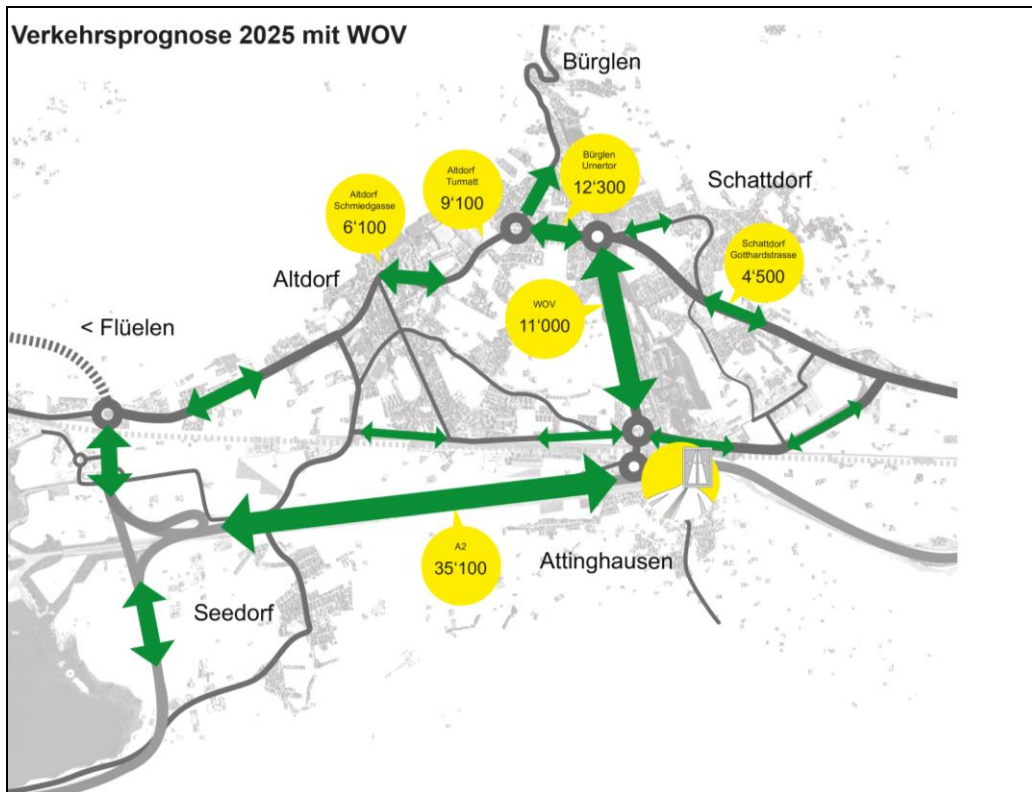 Verkehrsprognose 2025 mit WOV
Bürglen
Bürglen
Urnertor
12‘300
Altdorf
Turmatt
9‘100
Altdorf
Schmiedgasse
6‘100
Schattdorf
Schattdorf
Gotthardstrasse
4‘500
Altdorf
WOV
11‘000
< Flüelen
A2
35‘100
Attinghausen
Seedorf